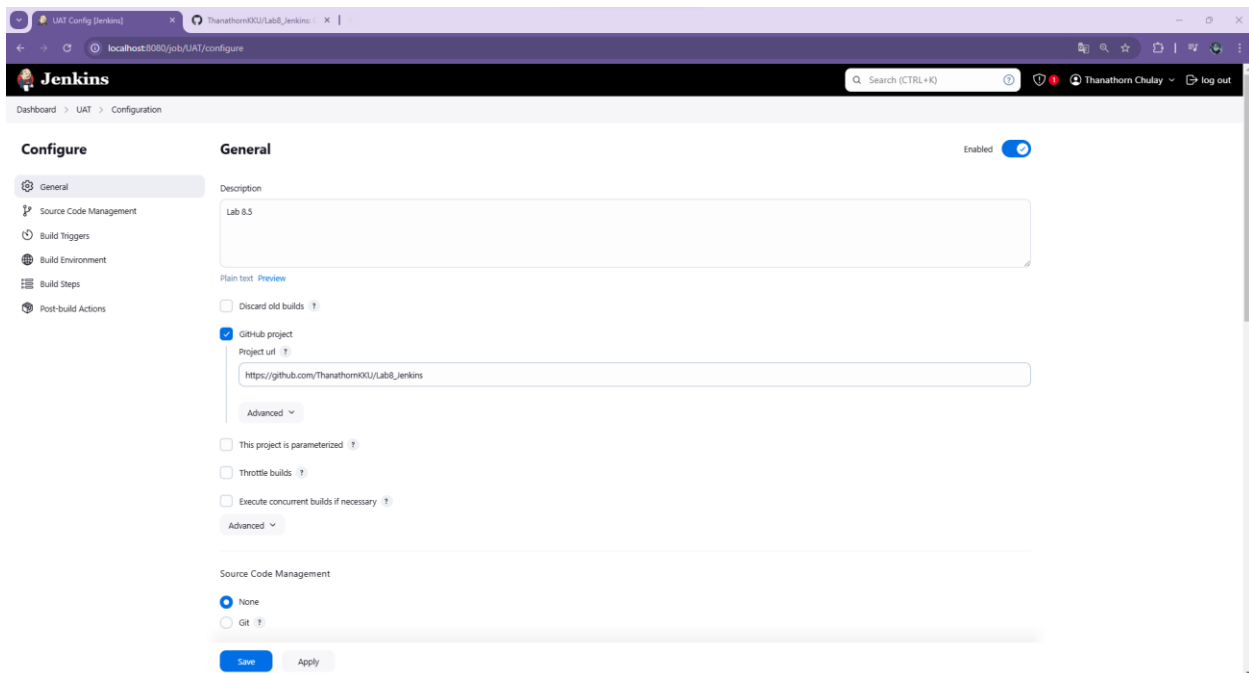 UAT Config [Jenkins]
ThanathornKKU/Lab8_Jenkins:
localhost:8080/job/UAT/configure
Jenkins
Search (CTRL+K)
?
1
Thanathorn Chulay
log out
Dashboard > UAT > Configuration
Configure
General
Enabled
General
Source Code Management
Build Triggers
Build Environment
Build Steps
Post-build Actions
Description
Lab 8.5
Plain text Preview
Discard old builds ?
GitHub project
Project url ?
https://github.com/ThanathornKKU/Lab8_Jenkins
Advanced
This project is parameterized ?
Throttle builds ?
Execute concurrent builds if necessary ?
Advanced
Source Code Management
None
Git ?
Save
Apply